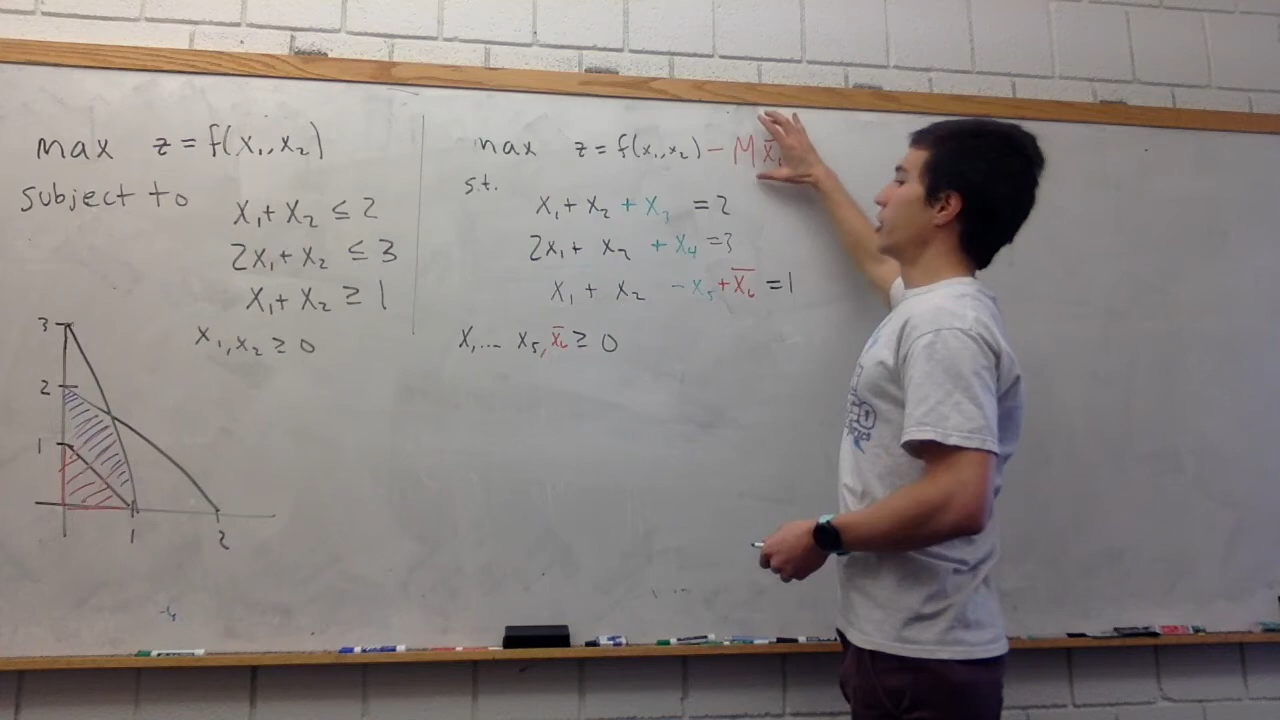 max z = f(x₁, x₂)
subject to
x₁ + x₂ ≤ 2
2x₁ + x₂ ≤ 3
x₁ + x₂ ≥ 1
x₁, x₂ ≥ 0
3
2
1
1
2
max z = f(x₁, x₂) - M x̄
s.t.
x₁ + x₂ + x₃ = 2
2x₁ + x₂ + x₄ = 3
x₁ + x₂ - x₅ + x̄₆ = 1
x₁ ... x₅, x̄₆ ≥ 0